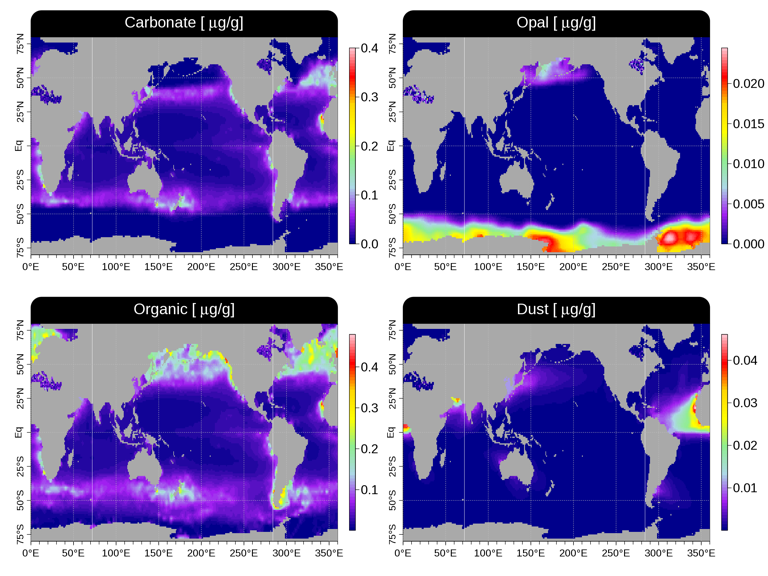 Carbonate [ µg/g]
75°N
50°N
25°N
Eq
25°S
50°S
75°S
0°E 50°E 100°E 150°E 200°E 250°E 300°E 350°E
0.4
0.3
0.2
0.1
0.0
Opal [ µg/g]
75°N
50°N
25°N
Eq
25°S
50°S
75°S
0°E 50°E 100°E 150°E 200°E 250°E 300°E 350°E
0.020
0.015
0.010
0.005
0.000
Organic [ µg/g]
75°N
50°N
25°N
Eq
25°S
50°S
75°S
0°E 50°E 100°E 150°E 200°E 250°E 300°E 350°E
0.4
0.3
0.2
0.1
Dust [ µg/g]
75°N
50°N
25°N
Eq
25°S
50°S
75°S
0°E 50°E 100°E 150°E 200°E 250°E 300°E 350°E
0.04
0.03
0.02
0.01